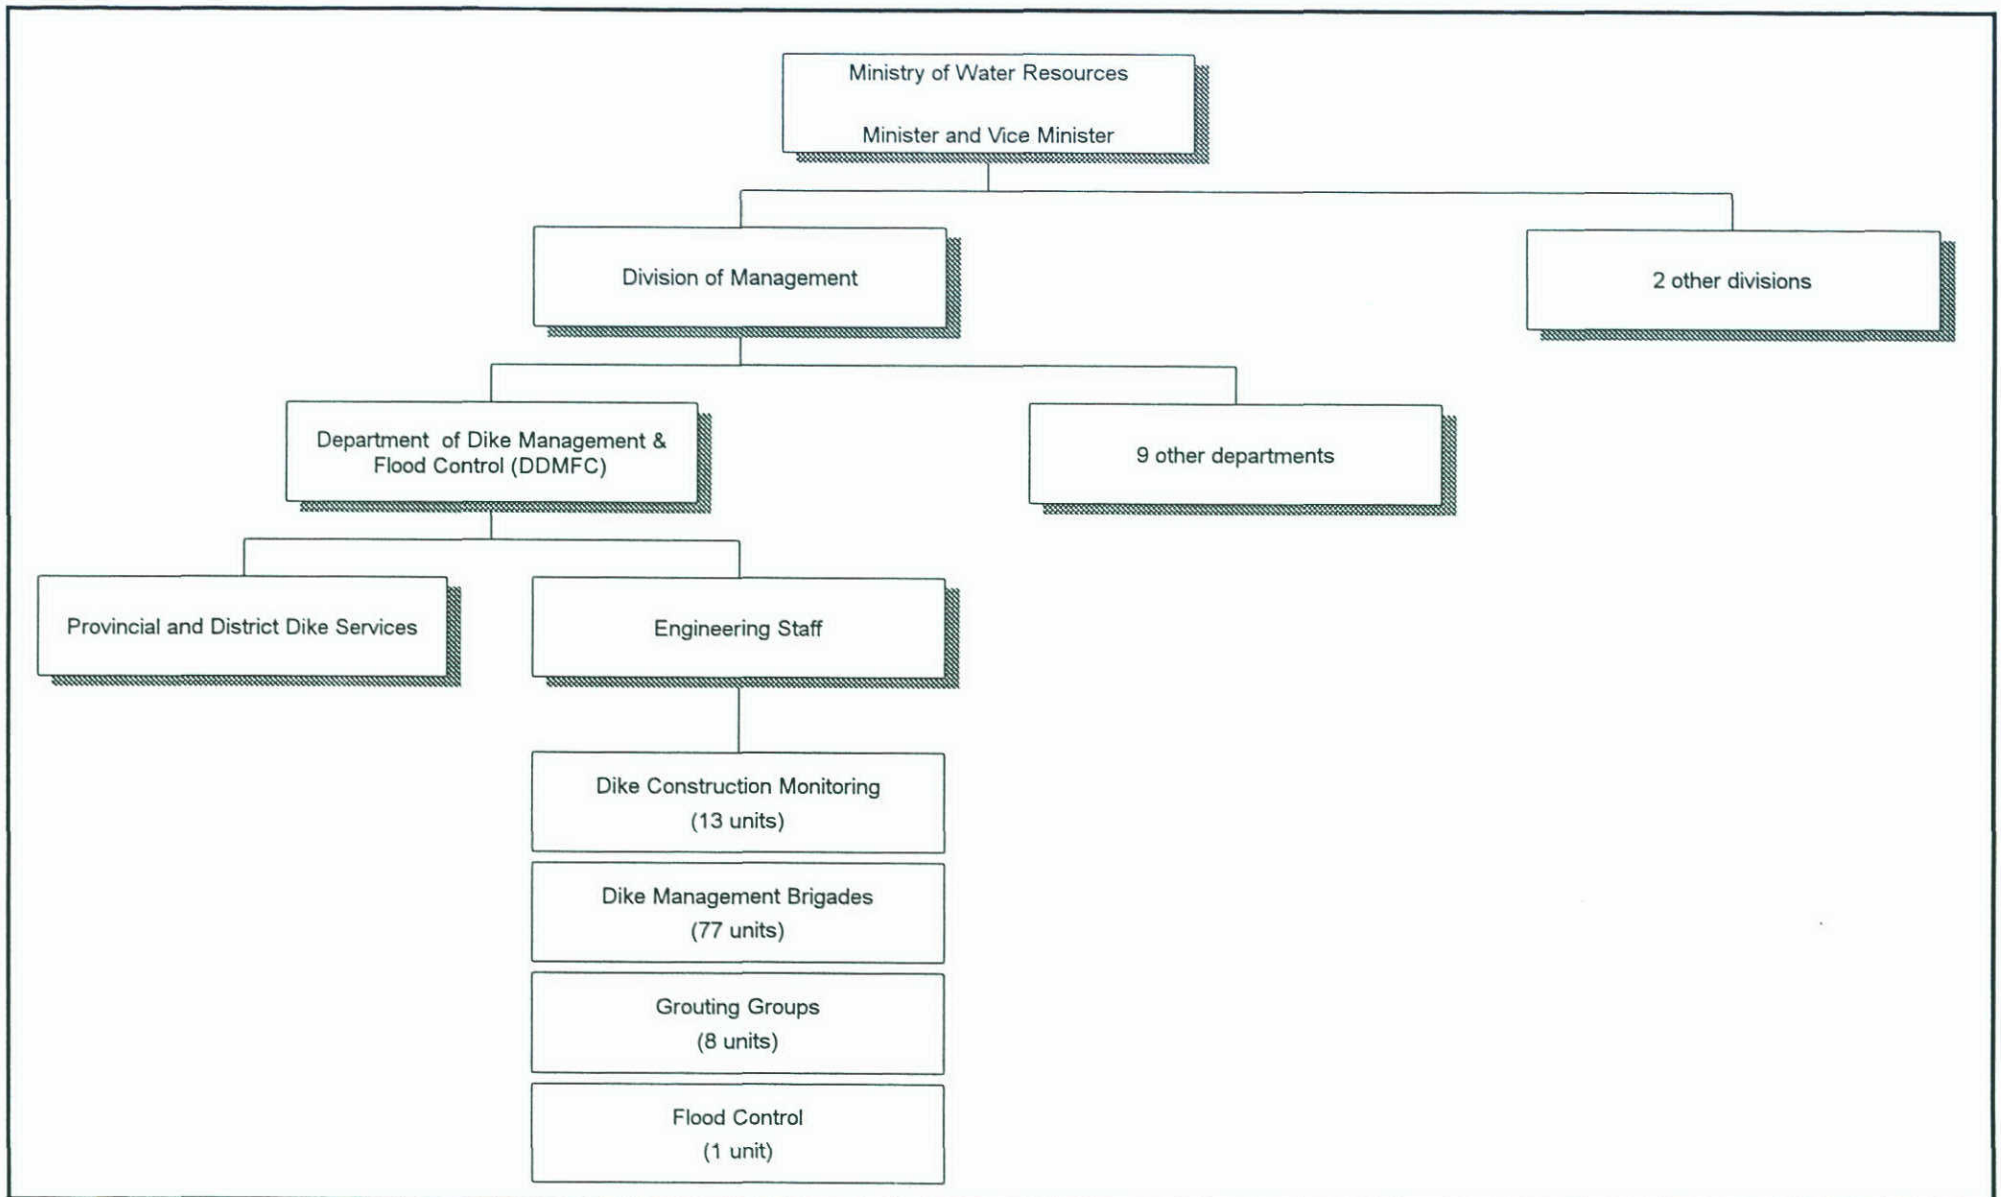 Ministry of Water Resources
Minister and Vice Minister
Division of Management
2 other divisions
Department of Dike Management &
Flood Control (DDMFC)
9 other departments
Provincial and District Dike Services
Engineering Staff
Dike Construction Monitoring
(13 units)
Dike Management Brigades
(77 units)
Grouting Groups
(8 units)
Flood Control
(1 unit)